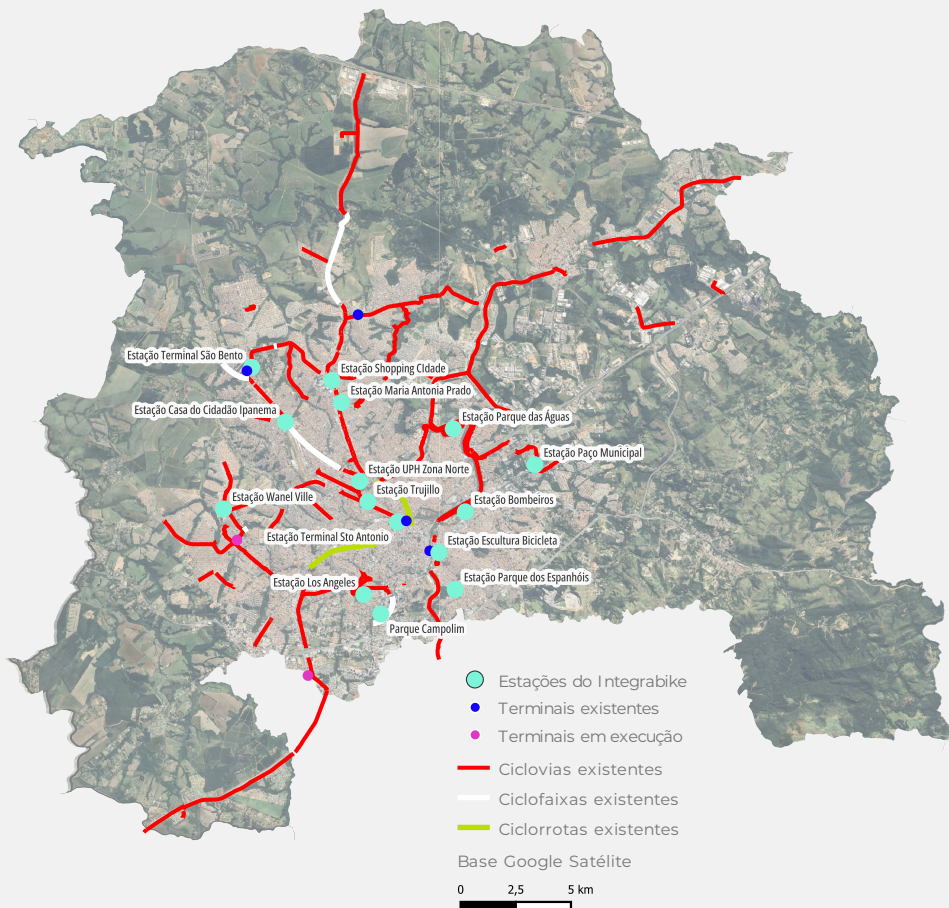 Estação Terminal São Bento
Estação Shopping CIdade
Estação Maria Antonia Prado
Estação Casa do Cidadão Ipanema
Estação Parque das Águas
Estação Paço Municipal
Estação UPH Zona Norte
Estação Trujillo
Estação Wanel Ville
Estação Bombeiros
Estação Terminal Sto Antonio
Estação Escultura Bicicleta
Estação Los Angeles
Estação Parque dos Espanhóis
Parque Campolim
Estações do Integrabike
Terminais existentes
Terminais em execução
Ciclovias existentes
Ciclofaixas existentes
Ciclorrotas existentes
Base Google Satélite
0 2,5 5 km